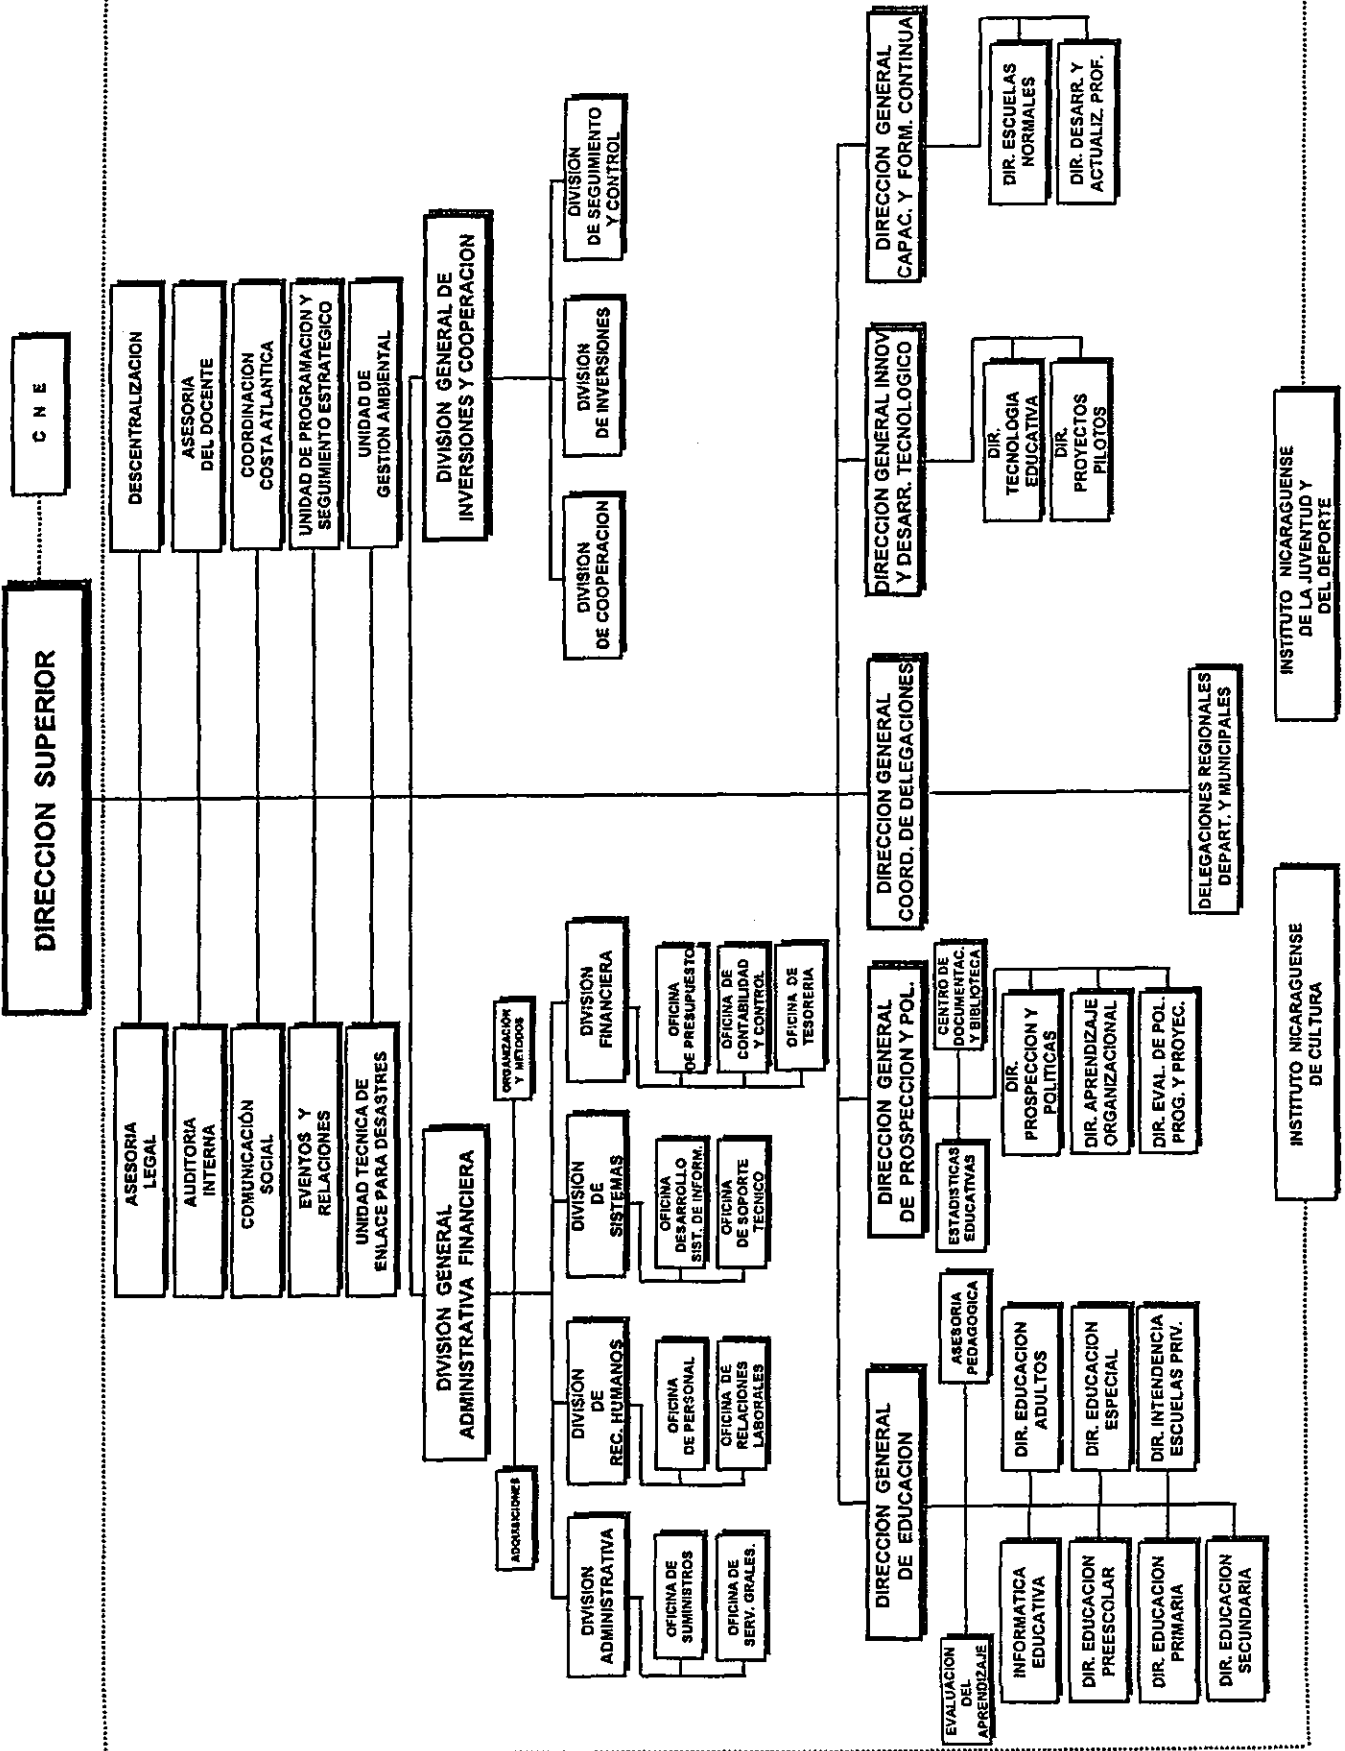 C N E
DIRECCION SUPERIOR
ASESORIA
LEGAL
DESCENTRALIZACION
AUDITORIA
INTERNA
ASESORIA
DEL DOCENTE
COMUNICACIÓN
SOCIAL
COORDINACION
COSTA ATLANTICA
EVENTOS Y
RELACIONES
UNIDAD DE PROGRAMACION Y
SEGUIMIENTO ESTRATEGICO
UNIDAD TECNICA DE
ENLACE PARA DESASTRES
UNIDAD DE
GESTION AMBIENTAL
DIVISION GENERAL
ADMINISTRATIVA FINANCIERA
DIVISION GENERAL DE
INVERSIONES Y COOPERACION
ADQUISICIONES
ORGANIZACIÓN
Y METODOS
DIVISION
ADMINISTRATIVA
DIVISIÓN
DE
REC. HUMANOS
DIVISIÓN
DE
SISTEMAS
DIVISION
FINANCIERA
DIVISION
DE COOPERACION
DIVISION
DE INVERSIONES
DIVISION
DE SEGUIMIENTO
Y CONTROL
OFICINA DE
SUMINISTROS
OFICINA
DE PERSONAL
OFICINA
DESARROLLO
SIST. DE INFORM.
OFICINA
DE PRESUPUESTO
OFICINA DE
SERV. GRALES.
OFICINA DE
RELACIONES
LABORALES
OFICINA
DE SOPORTE
TECNICO
OFICINA DE
CONTABILIDAD
Y CONTROL
OFICINA DE
TESORERIA
DIRECCION GENERAL
DE EDUCACION
DIRECCION GENERAL
DE PROSPECCION Y POL.
DIRECCION GENERAL
COORD. DE DELEGACIONES
DIRECCION GENERAL INNOV
Y DESARR. TECNOLOGICO
DIRECCION GENERAL
CAPAC. Y FORM. CONTINUA
EVALUACION
DEL
APRENDIZAJE
ASESORIA
PEDAGOGICA
ESTADISTICAS
EDUCATIVAS
CENTRO DE
DOCUMENTAC.
Y BIBLIOTECA
INFORMATICA
EDUCATIVA
DIR. EDUCACION
ADULTOS
DIR.
PROSPECCION Y
POLITICAS
DIR.
TECNOLOGIA
EDUCATIVA
DIR. ESCUELAS
NORMALES
DIR. EDUCACION
PREESCOLAR
DIR. EDUCACION
ESPECIAL
DIR. APRENDIZAJE
ORGANIZACIONAL
DIR.
PROYECTOS
PILOTOS
DIR. DESARR. Y
ACTUALIZ. PROF.
DIR. EDUCACION
PRIMARIA
DIR. INTENDENCIA
ESCUELAS PRIV.
DIR. EVAL. DE POL.
PROG. Y PROYEC.
DIR. EDUCACION
SECUNDARIA
DELEGACIONES REGIONALES
DEPART. Y MUNICIPALES
INSTITUTO NICARAGUENSE
DE CULTURA
INSTITUTO NICARAGUENSE
DE LA JUVENTUD Y
DEL DEPORTE